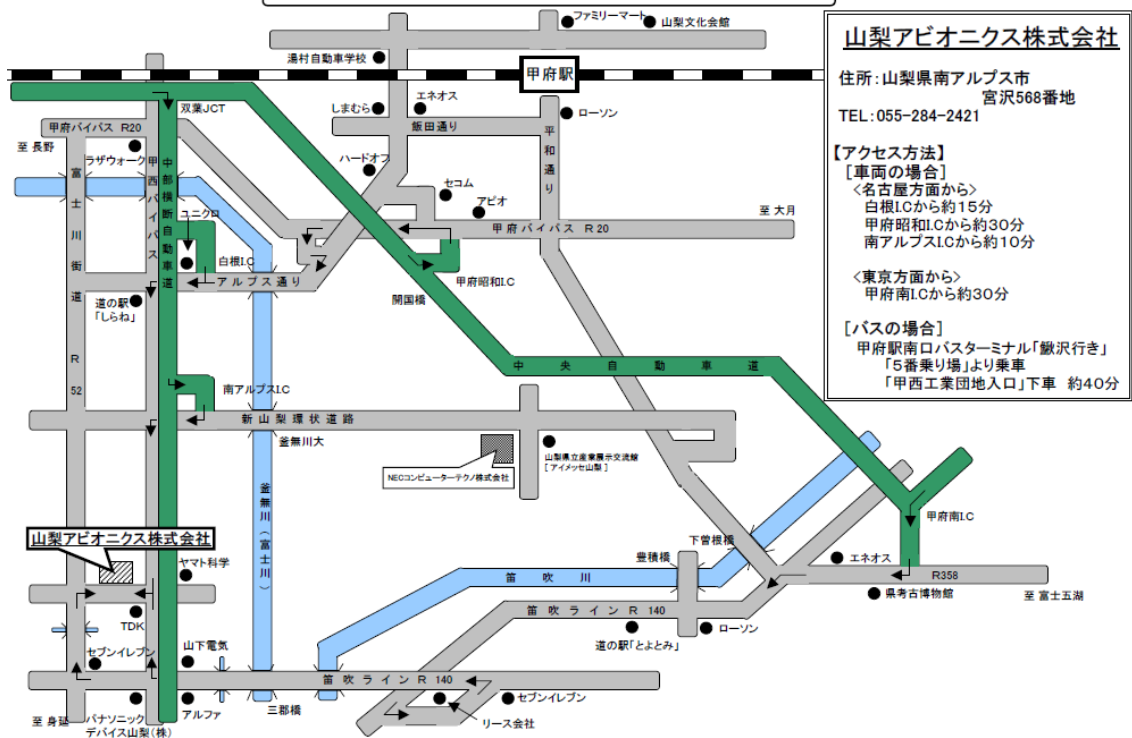 ファミリーマート
山梨文化会館
湯村自動車学校
甲府駅
双葉JCT
しまむら
エネオス
ローソン
甲府バイパス R20
飯田通り
平和通り
至 長野
ラザウォーク
ハードオフ
富士川街道 R 52
甲西バイパス
中部横断自動車道
セコム
アピオ
ユニクロ
甲府バイパス R 20
至 大月
白根I.C
アルプス通り
甲府昭和I.C
道の駅
「しらね」
開国橋
中央自動車道
南アルプスI.C
新山梨環状道路
釜無川大
山梨県立産業展示交流館
[アイメッセ山梨]
NECコンピューターテクノ株式会社
釜無川(富士川)
甲府南I.C
山梨アビオニクス株式会社
下曽根橋
豊積橋
エネオス
ヤマト科学
笛吹川
R358
県考古博物館
至 富士五湖
TDK
笛吹ラインR 140
道の駅「とよとみ」
ローソン
セブンイレブン
山下電気
笛吹ラインR 140
至 身延
パナソニック
デバイス山梨(株)
アルファ
三郡橋
セブンイレブン
リース会社
山梨アビオニクス株式会社
住所:山梨県南アルプス市
宮沢568番地
TEL:055-284-2421
【アクセス方法】
[車両の場合]
<名古屋方面から>
白根I.Cから約15分
甲府昭和I.Cから約30分
南アルプスI.Cから約10分
<東京方面から>
甲府南I.Cから約30分
[バスの場合]
甲府駅南口バスターミナル「鰍沢行き」
「5番乗り場」より乗車
「甲西工業団地入口」下車 約40分